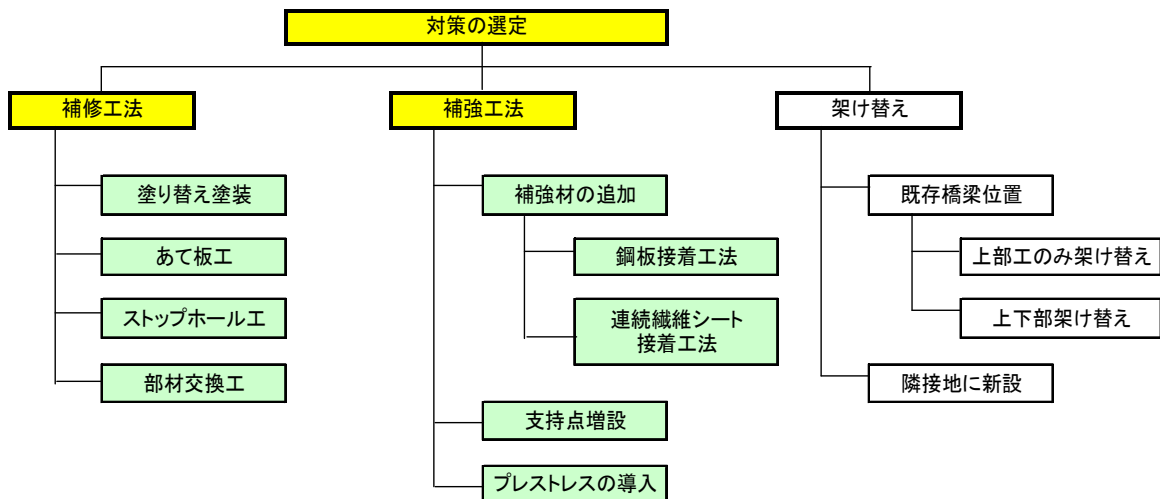 対策の選定
補修工法
塗り替え塗装
あて板工
ストップホール工
部材交換工
補強工法
補強材の追加
鋼板接着工法
連続繊維シート
接着工法
支持点増設
プレストレスの導入
架け替え
既存橋梁位置
上部工のみ架け替え
上下部架け替え
隣接地に新設